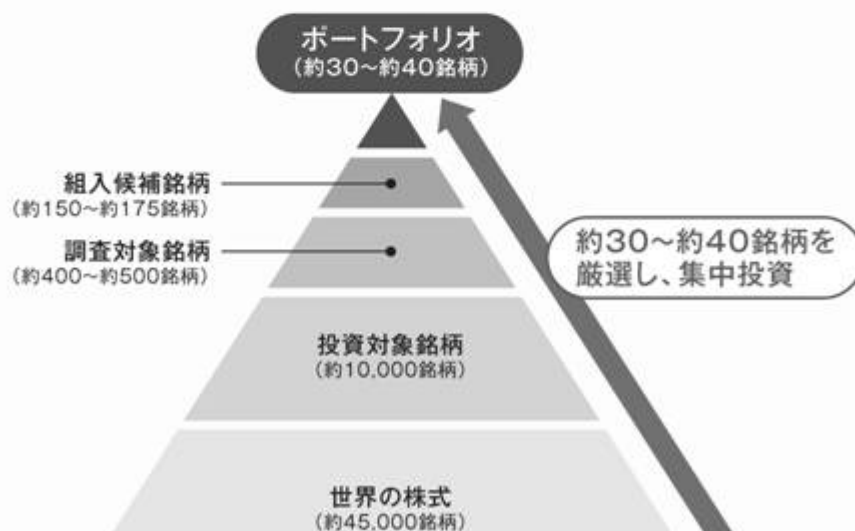 ポートフォリオ
(約30～約40銘柄)
組入候補銘柄
(約150～約175銘柄)
調査対象銘柄
(約400～約500銘柄)
約30～約40銘柄を
厳選し、集中投資
投資対象銘柄
(約10,000銘柄)
世界の株式
(約45,000銘柄)